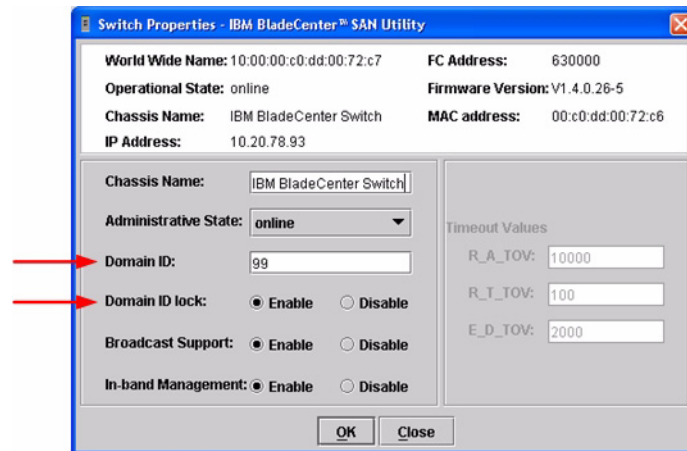 Switch Properties - IBM BladeCenter™ SAN Utility
World Wide Name: 10:00:00:c0:dd:00:72:c7 FC Address: 630000
Operational State: online Firmware Version: V1.4.0.26-5
Chassis Name: IBM BladeCenter Switch MAC address: 00:c0:dd:00:72:c6
IP Address: 10.20.78.93
Chassis Name: IBM BladeCenter Switch
Administrative State: online
Timeout Values
Domain ID: 99
R_A_TOV: 10000
Domain ID lock: Enable Disable
R_T_TOV: 100
E_D_TOV: 2000
Broadcast Support: Enable Disable
In-band Management: Enable Disable
OK Close